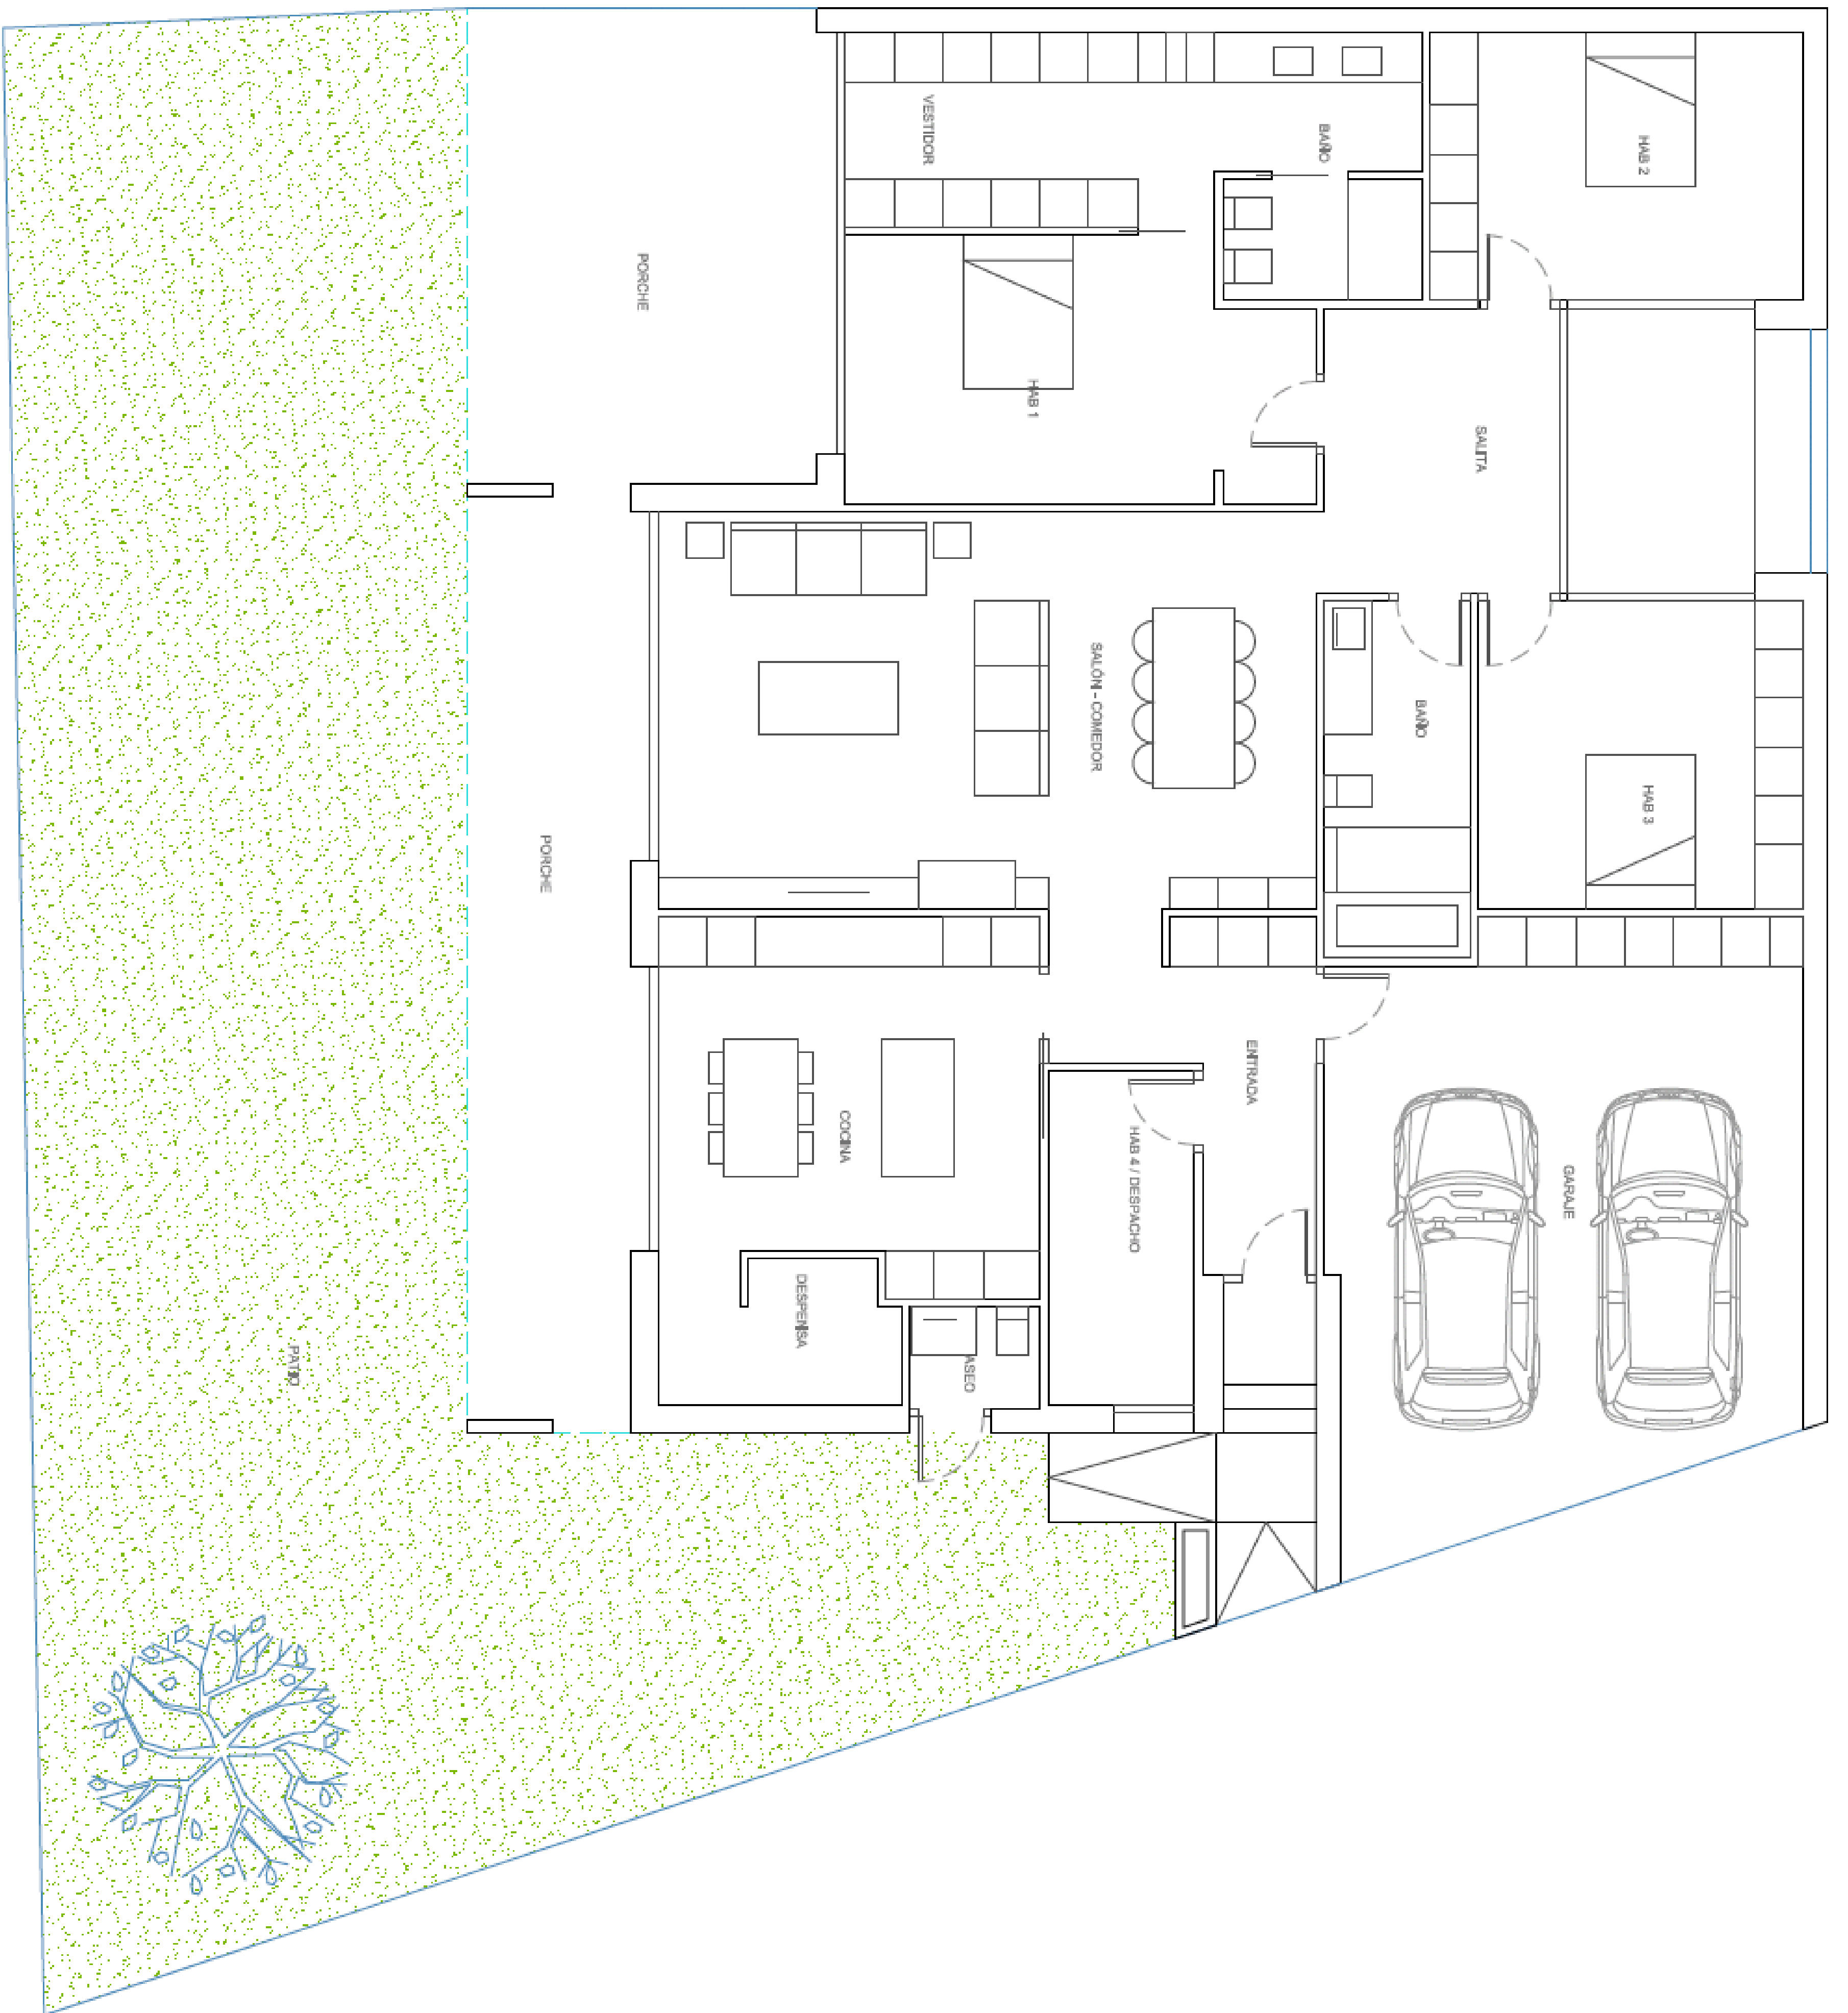 VESTIDOR
BAÑO
HAB 2
PORCHE
HAB 1
SALITA
SALÓN - COMEDOR
BAÑO
HAB 3
PORCHE
COCINA
ENTRADA
HAB 4 / DESPACHO
GARAJE
DESPENSA
ASEO
PATIO